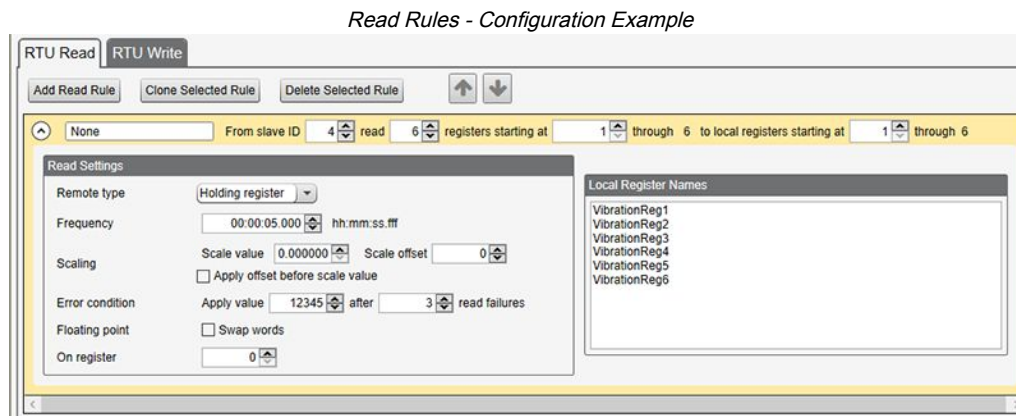 Read Rules - Configuration Example
RTU Read RTU Write
Add Read Rule Clone Selected Rule Delete Selected Rule
None From slave ID 4 read 6 registers starting at 1 through 6 to local registers starting at 1 through 6
Read Settings
Remote type Holding register
Frequency 00:00:05.000 hh:mm:ss.fff
Scaling Scale value 0.000000 Scale offset 0
Apply offset before scale value
Error condition Apply value 12345 after 3 read failures
Floating point Swap words
On register 0
Local Register Names
VibrationReg1
VibrationReg2
VibrationReg3
VibrationReg4
VibrationReg5
VibrationReg6